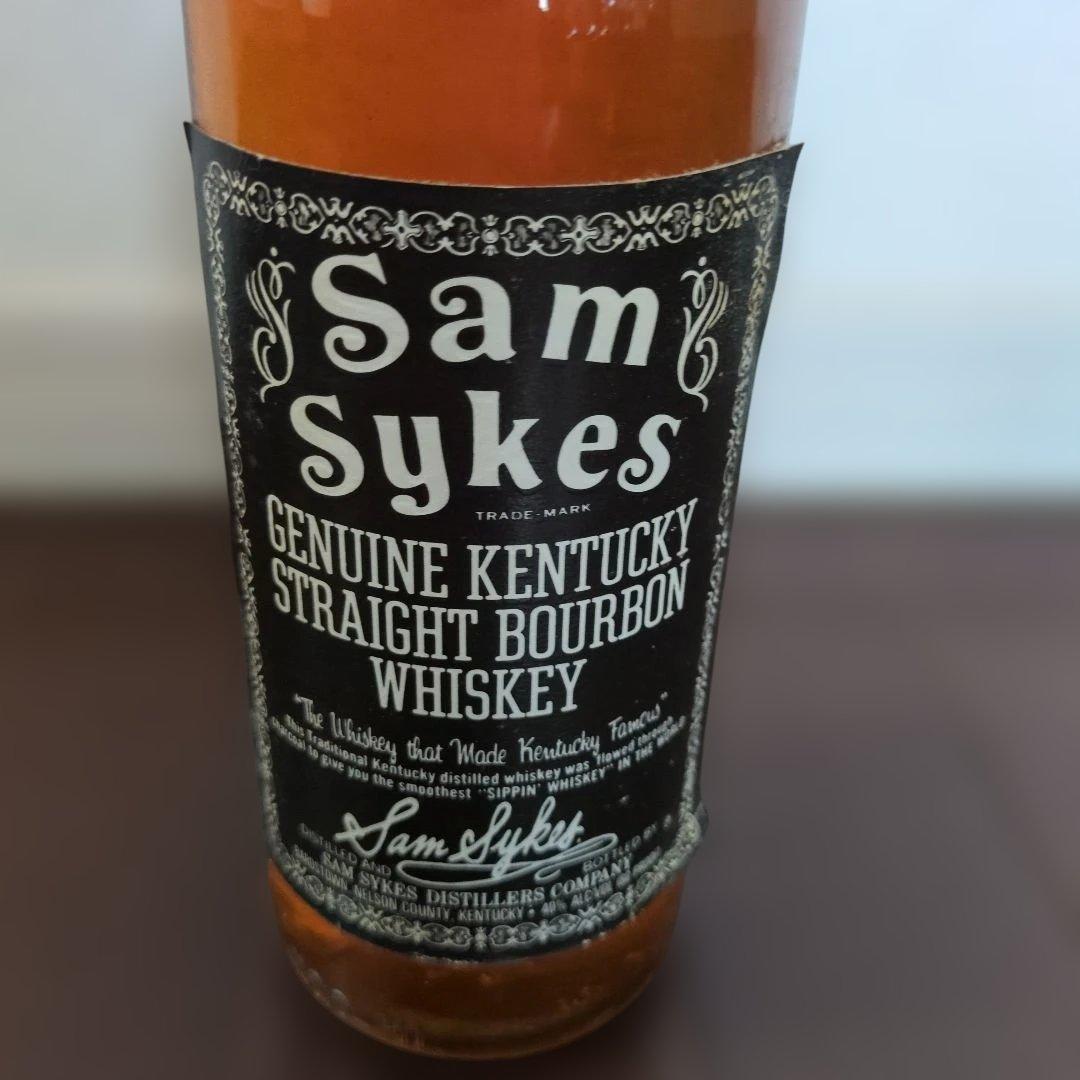 Sam
Sykes
TRADE-MARK
GENUINE KENTUCKY
STRAIGHT BOURBON
WHISKEY
"The Whiskey that Made Kentucky Famous"
this Traditional Kentucky distilled whiskey was flowed through
charcoal to give you the smoothest "SIPPIN' WHISKEY" IN THE WORLD
Sam Sykes
DISTILLED AND BOTTLED BY
SAM SYKES DISTILLERS COMPANY
BARDSTOWN, NELSON COUNTY, KENTUCKY • 40% ALC/VOL